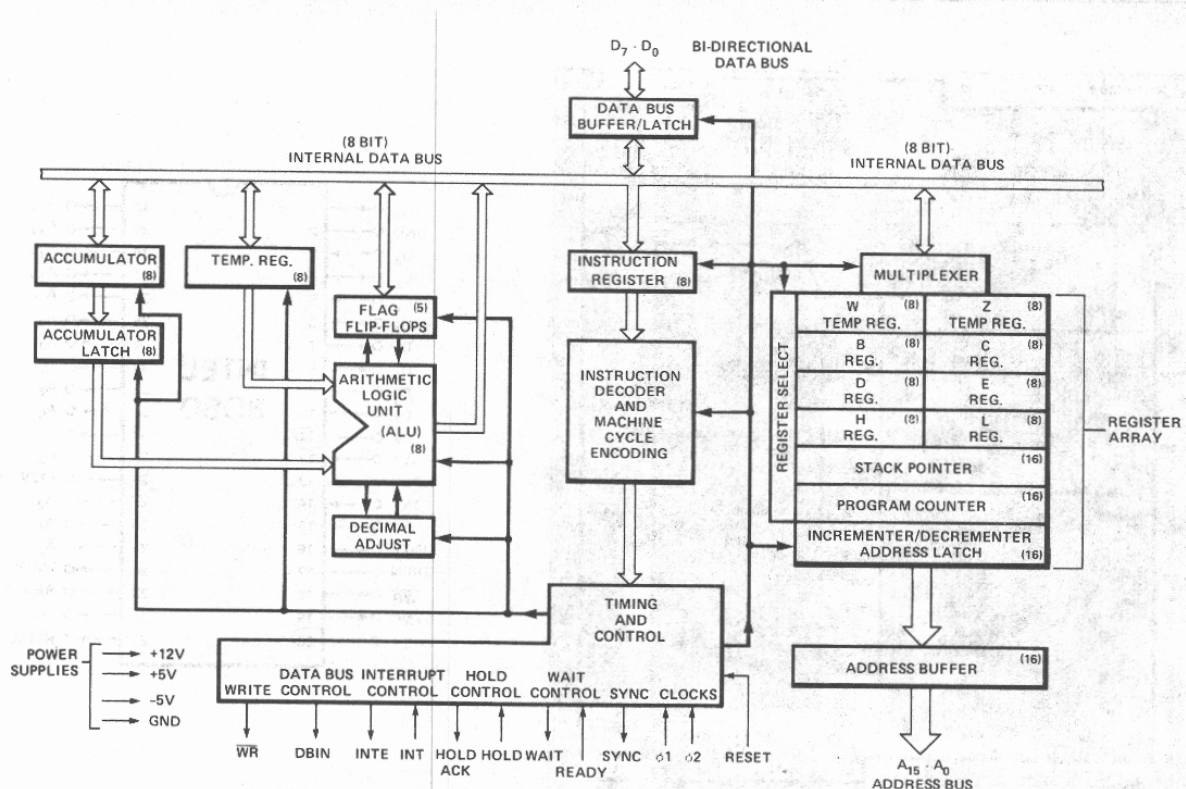 D7 - D0
BI-DIRECTIONAL
DATA BUS
DATA BUS
BUFFER/LATCH
(8 BIT)
INTERNAL DATA BUS
(8 BIT)
INTERNAL DATA BUS
ACCUMULATOR
(8)
TEMP. REG.
(8)
INSTRUCTION
REGISTER (8)
MULTIPLEXER
ACCUMULATOR
LATCH (8)
FLAG (5)
FLIP-FLOPS
ARITHMETIC
LOGIC
UNIT
(ALU)
(8)
DECIMAL
ADJUST
INSTRUCTION
DECODER
AND
MACHINE
CYCLE
ENCODING
REGISTER SELECT
W (8)
TEMP REG.
Z (8)
TEMP REG.
B (8)
REG.
C (8)
REG.
D (8)
REG.
E (8)
REG.
H (8)
REG.
L (8)
REG.
STACK POINTER (16)
PROGRAM COUNTER (16)
INCREMENTER/DECREMENTER
ADDRESS LATCH (16)
REGISTER
ARRAY
TIMING
AND
CONTROL
WRITE
DATA BUS
CONTROL
INTERRUPT
CONTROL
HOLD
CONTROL
WAIT
CONTROL
SYNC
CLOCKS
ADDRESS BUFFER (16)
POWER
SUPPLIES
+12V
+5V
-5V
GND
WR
DBIN
INTE
INT
HOLD
ACK
HOLD
WAIT
READY
SYNC
φ1
φ2
RESET
A15 - A0
ADDRESS BUS